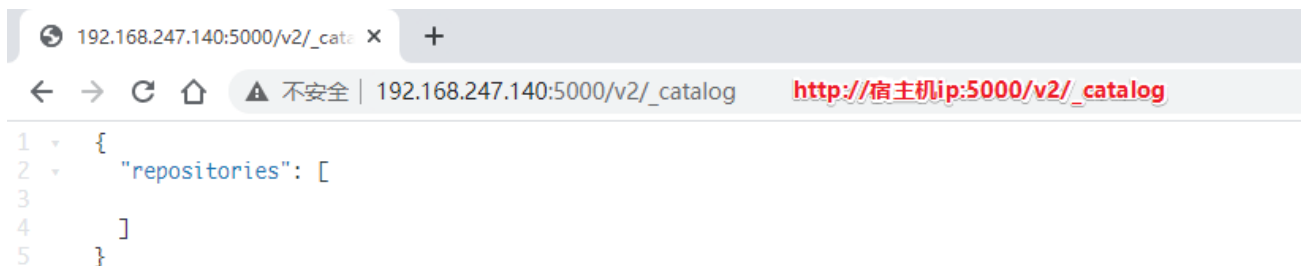 192.168.247.140:5000/v2/_cata
不安全 192.168.247.140:5000/v2/_catalog http://宿主机ip:5000/v2/_catalog
1 {
2 "repositories": [
3
4 ]
5 }